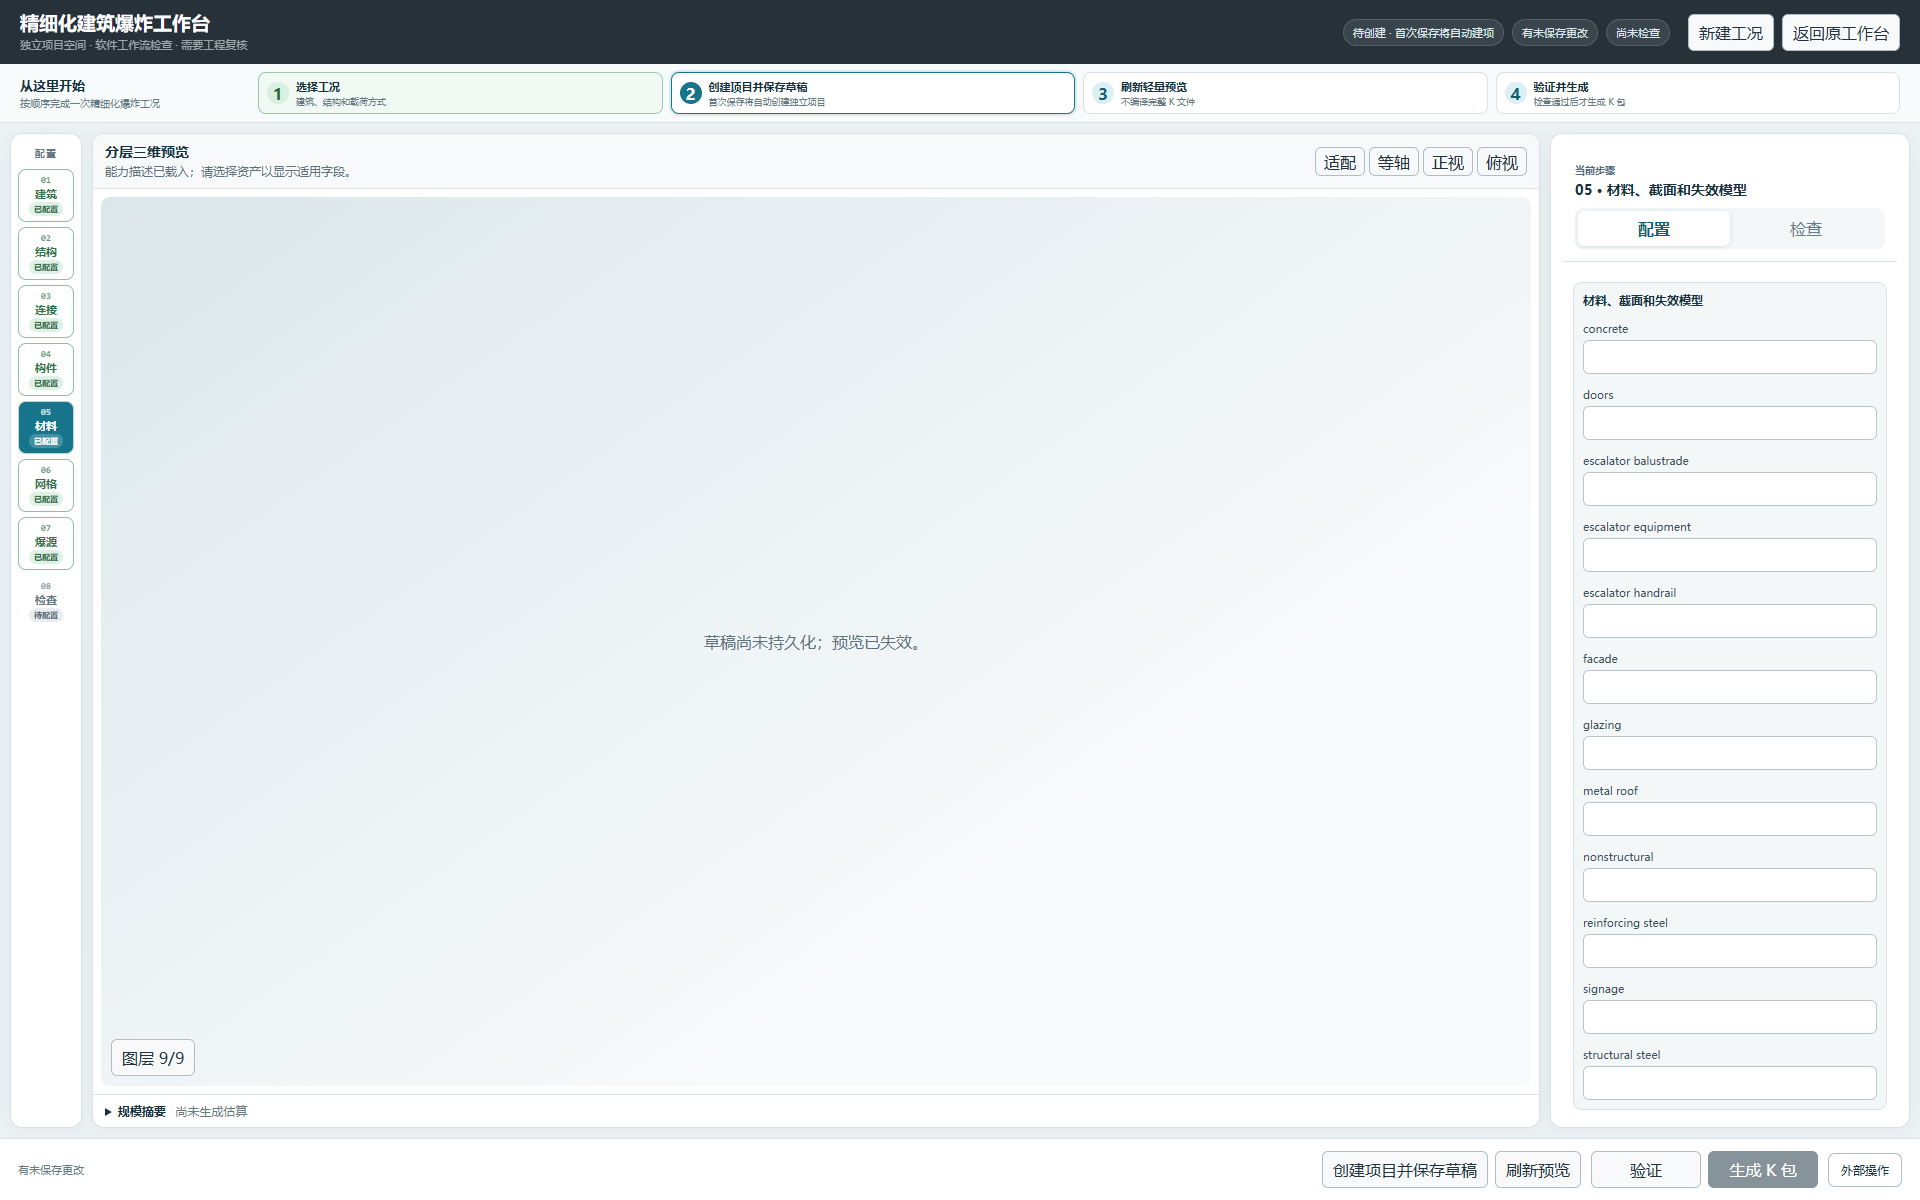 精细化建筑爆炸工作台
独立项目空间 · 软件工作流检查 · 需要工程复核
待创建 · 首次保存将自动建项
有未保存更改
尚未检查
新建工况
返回原工作台
从这里开始
按顺序完成一次精细化爆炸工况
1
选择工况
建筑、结构和载荷方式
2
创建项目并保存草稿
首次保存将自动创建独立项目
3
刷新轻量预览
不编译完整 K 文件
4
验证并生成
检查通过后才生成 K 包
配置
01
建筑
已配置
02
结构
已配置
03
连接
已配置
04
构件
已配置
05
材料
已配置
06
网格
已配置
07
爆源
已配置
08
检查
待配置
分层三维预览
能力描述已载入；请选择资产以显示适用字段。
适配
等轴
正视
俯视
草稿尚未持久化；预览已失效。
图层 9/9
▶ 规模摘要 尚未生成估算
当前步骤
05 • 材料、截面和失效模型
配置
检查
材料、截面和失效模型
concrete
doors
escalator balustrade
escalator equipment
escalator handrail
facade
glazing
metal roof
nonstructural
reinforcing steel
signage
structural steel
有未保存更改
创建项目并保存草稿
刷新预览
验证
生成 K 包
外部操作